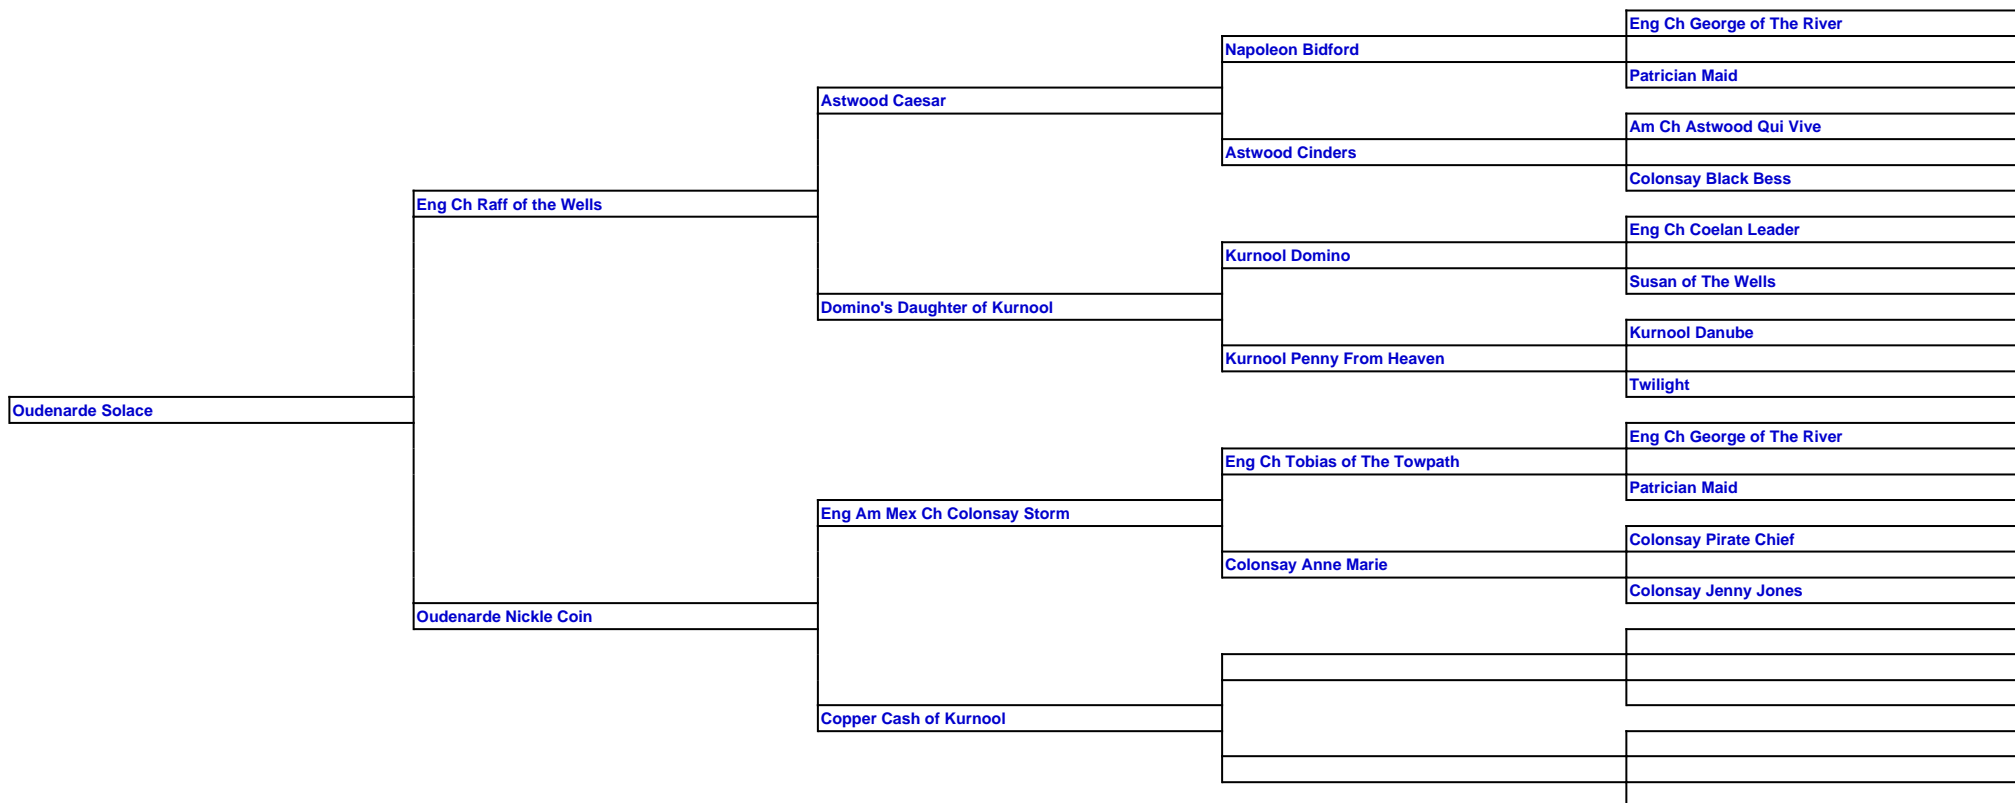 Eng Ch George of The River
Napoleon Bidford
Patrician Maid
Astwood Caesar
Am Ch Astwood Qui Vive
Astwood Cinders
Colonsay Black Bess
Eng Ch Raff of the Wells
Eng Ch Coelan Leader
Kurnool Domino
Susan of The Wells
Domino's Daughter of Kurnool
Kurnool Danube
Kurnool Penny From Heaven
Twilight
Oudenarde Solace
Eng Ch George of The River
Eng Ch Tobias of The Towpath
Patrician Maid
Eng Am Mex Ch Colonsay Storm
Colonsay Pirate Chief
Colonsay Anne Marie
Colonsay Jenny Jones
Oudenarde Nickle Coin
Copper Cash of Kurnool